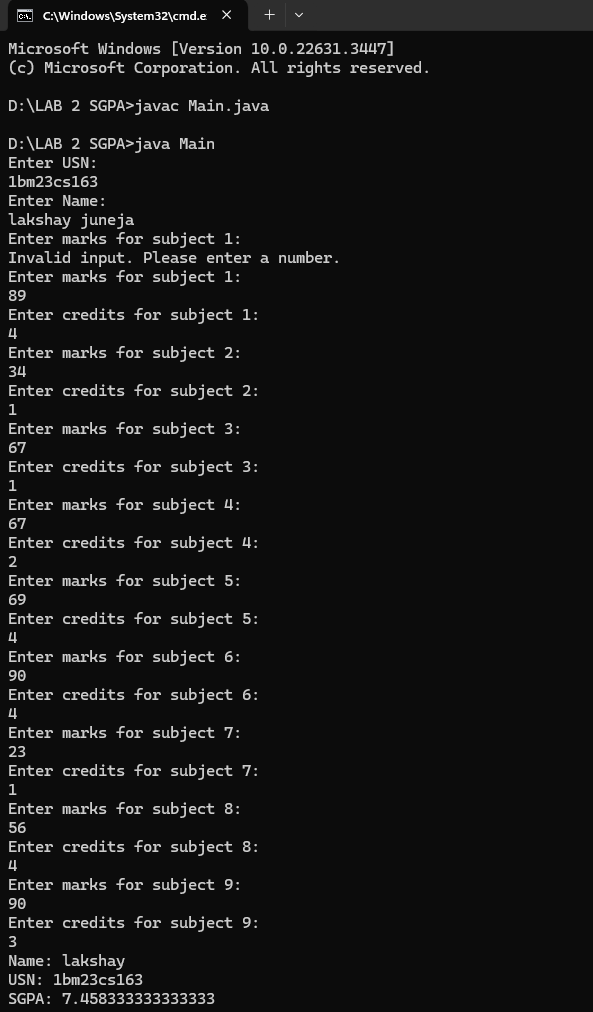 C:\Windows\System32\cmd.e
Microsoft Windows [Version 10.0.22631.3447]
(c) Microsoft Corporation. All rights reserved.
D:\LAB 2 SGPA>javac Main.java
D:\LAB 2 SGPA>java Main
Enter USN:
1bm23cs163
Enter Name:
lakshay juneja
Enter marks for subject 1:
Invalid input. Please enter a number.
Enter marks for subject 1:
89
Enter credits for subject 1:
4
Enter marks for subject 2:
34
Enter credits for subject 2:
1
Enter marks for subject 3:
67
Enter credits for subject 3:
1
Enter marks for subject 4:
67
Enter credits for subject 4:
2
Enter marks for subject 5:
69
Enter credits for subject 5:
4
Enter marks for subject 6:
90
Enter credits for subject 6:
4
Enter marks for subject 7:
23
Enter credits for subject 7:
1
Enter marks for subject 8:
56
Enter credits for subject 8:
4
Enter marks for subject 9:
90
Enter credits for subject 9:
3
Name: lakshay
USN: 1bm23cs163
SGPA: 7.458333333333333